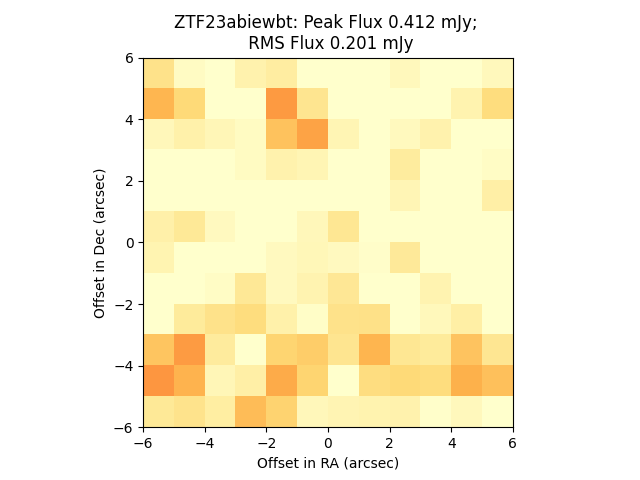 ZTF23abiewbt: Peak Flux 0.412 mJy;
RMS Flux 0.201 mJy
6
4
2
0
−2
−4
−6
Offset in Dec (arcsec)
−6 −4 −2 0 2 4 6
Offset in RA (arcsec)